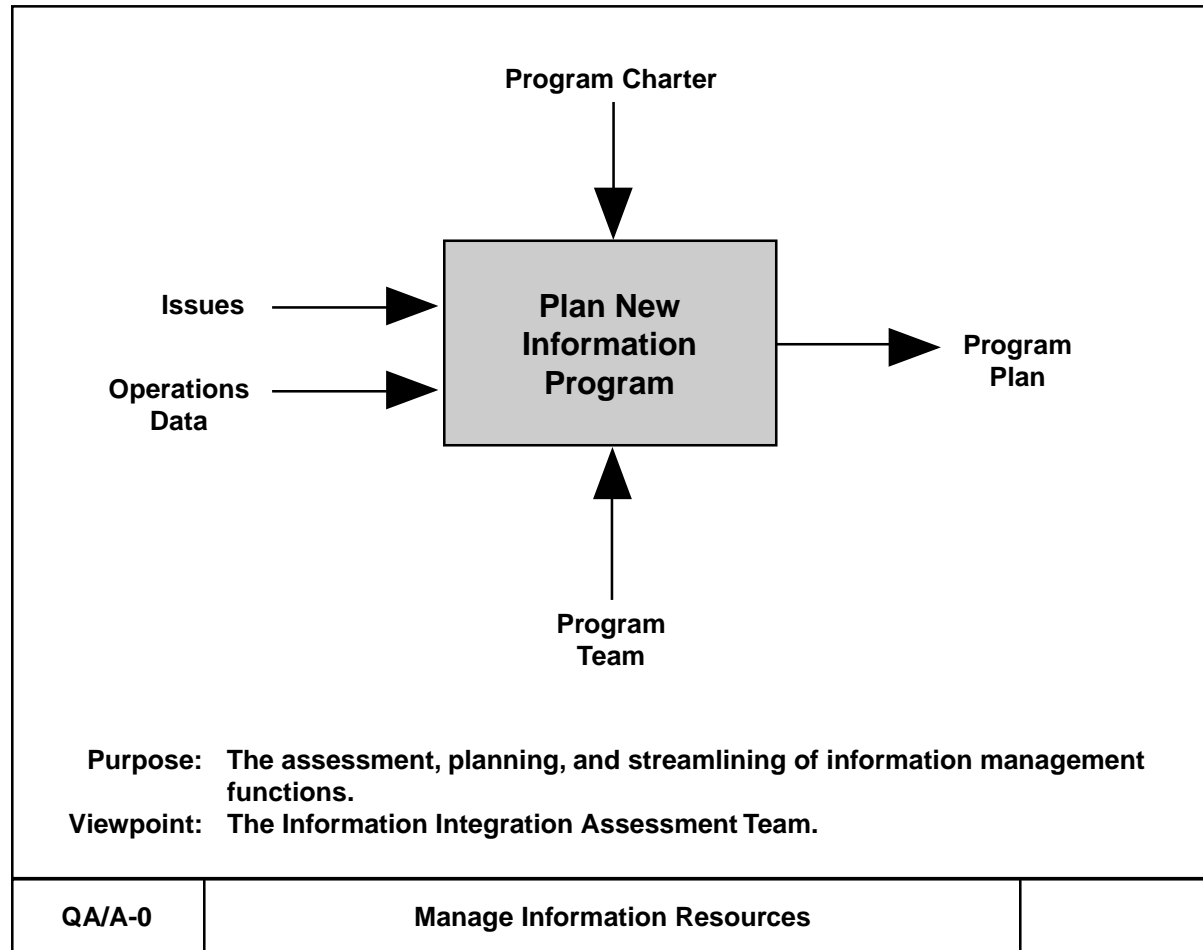 Program Charter
Issues
Operations
Data
Plan New
Information
Program
Program
Plan
Program
Team
Purpose: The assessment, planning, and streamlining of information management
functions.
Viewpoint: The Information Integration Assessment Team.
QA/A-0 Manage Information Resources